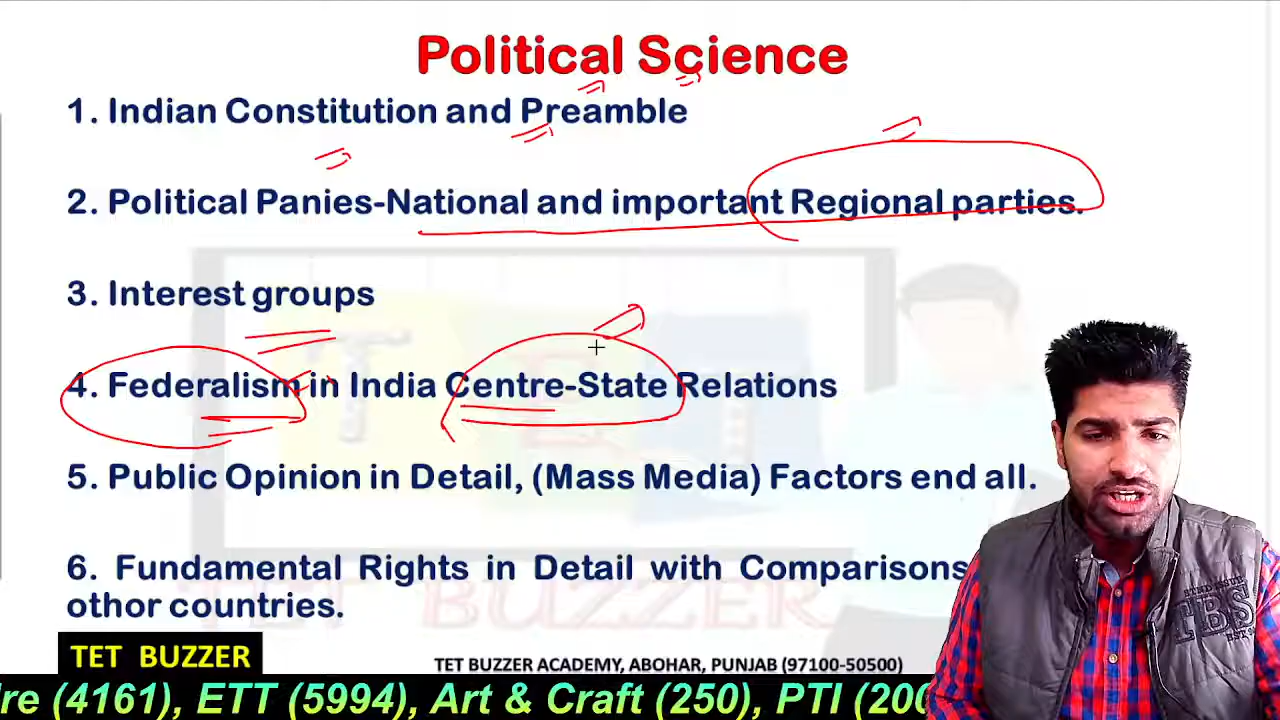 Political Science
1. Indian Constitution and Preamble
2. Political Panies-National and important Regional parties.
3. Interest groups
4. Federalism in India Centre-State Relations
5. Public Opinion in Detail, (Mass Media) Factors end all.
6. Fundamental Rights in Detail with Comparisons
othor countries.
TET BUZZER
TET BUZZER
TET BUZZER ACADEMY, ABOHAR, PUNJAB (97100-50500)
re (4161), ETT (5994), Art & Craft (250), PTI (200